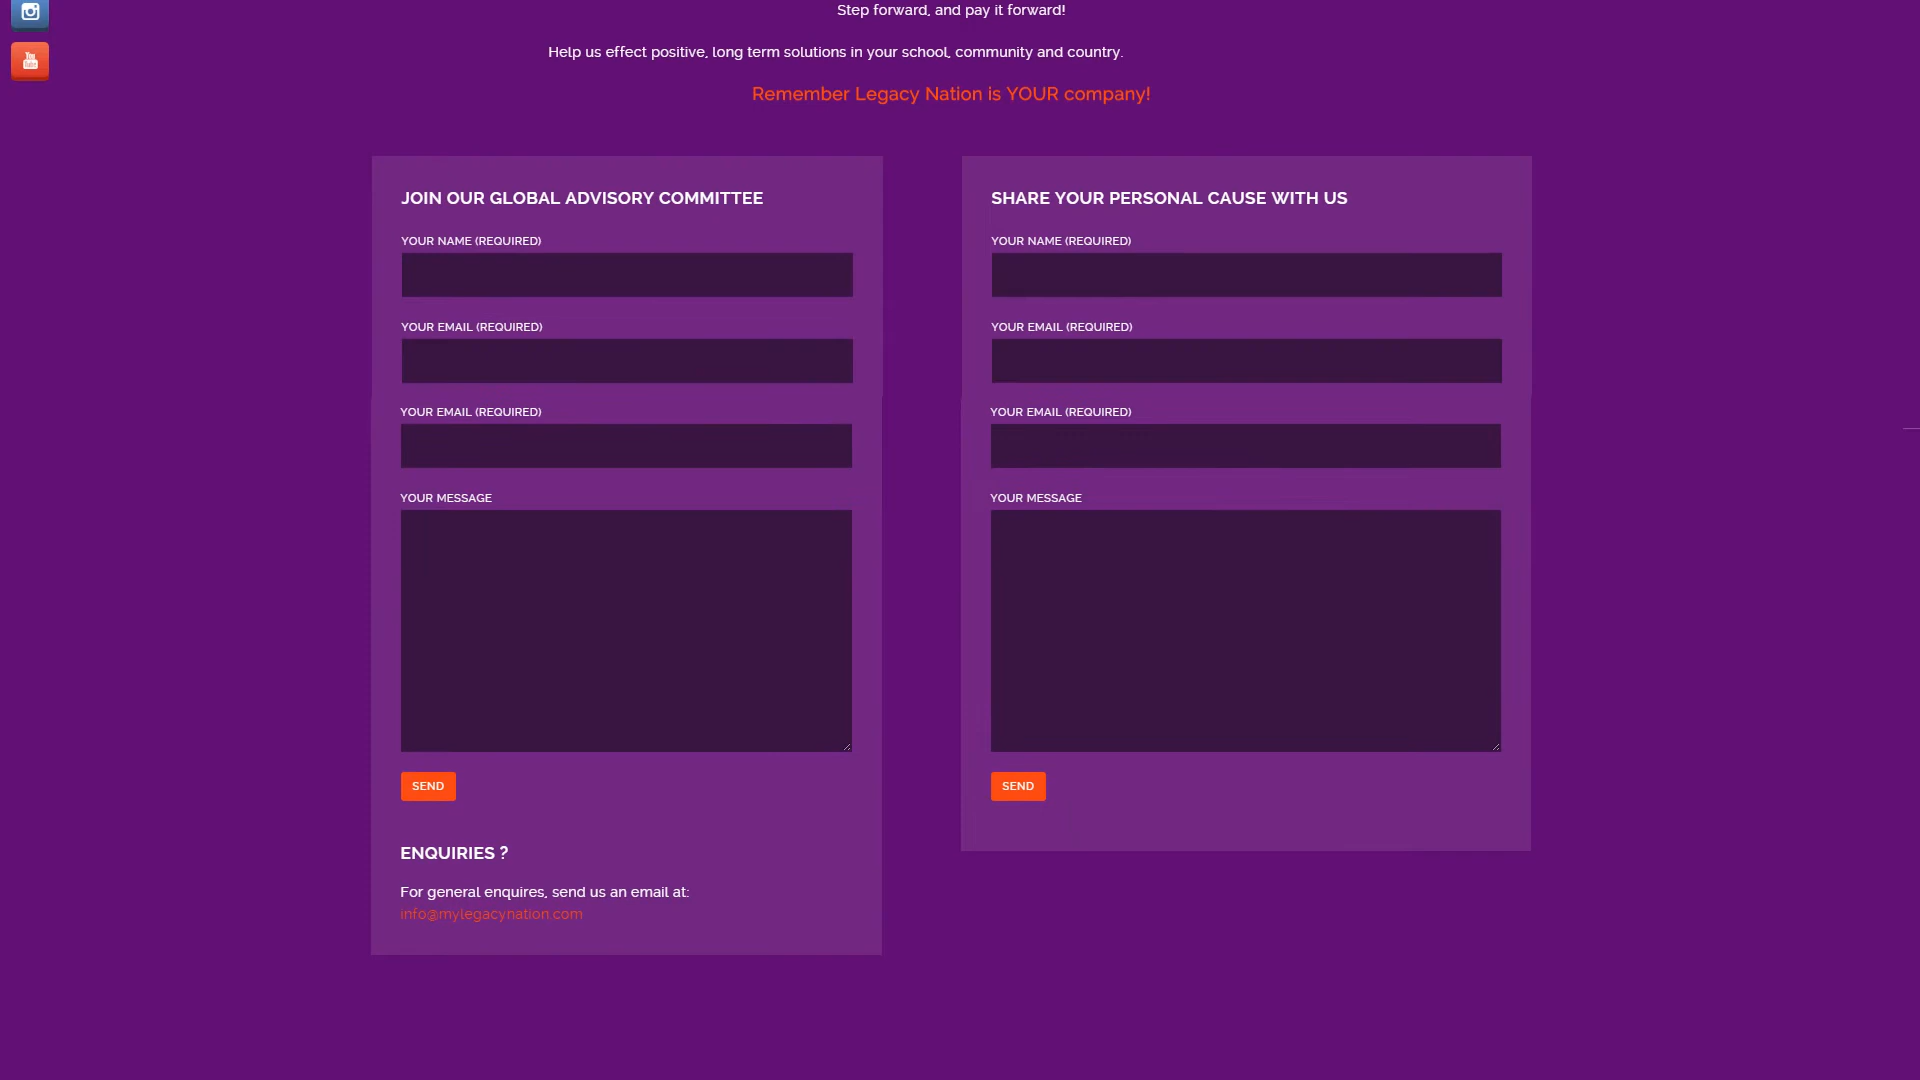 Step forward, and pay it forward!
You
Tube
Help us effect positive, long term solutions in your school, community and country.
Remember Legacy Nation is YOUR company!
JOIN OUR GLOBAL ADVISORY COMMITTEE
YOUR NAME (REQUIRED)
YOUR EMAIL (REQUIRED)
YOUR EMAIL (REQUIRED)
YOUR MESSAGE
SEND
ENQUIRIES ?
For general enquires, send us an email at:
info@mylegacynation.com
SHARE YOUR PERSONAL CAUSE WITH US
YOUR NAME (REQUIRED)
YOUR EMAIL (REQUIRED)
YOUR EMAIL (REQUIRED)
YOUR MESSAGE
SEND